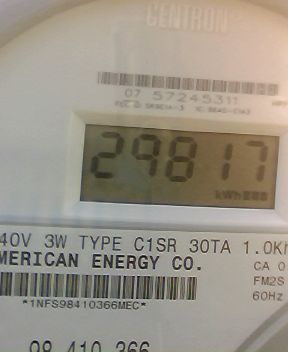 CENTRON
07 57245311
29817
kWh
40V 3W TYPE C1SR 30TA 1.0Kh
MERICAN ENERGY CO.
CA 0
FM2S
60Hz
*1NFS98410366MEC*
98 410 366